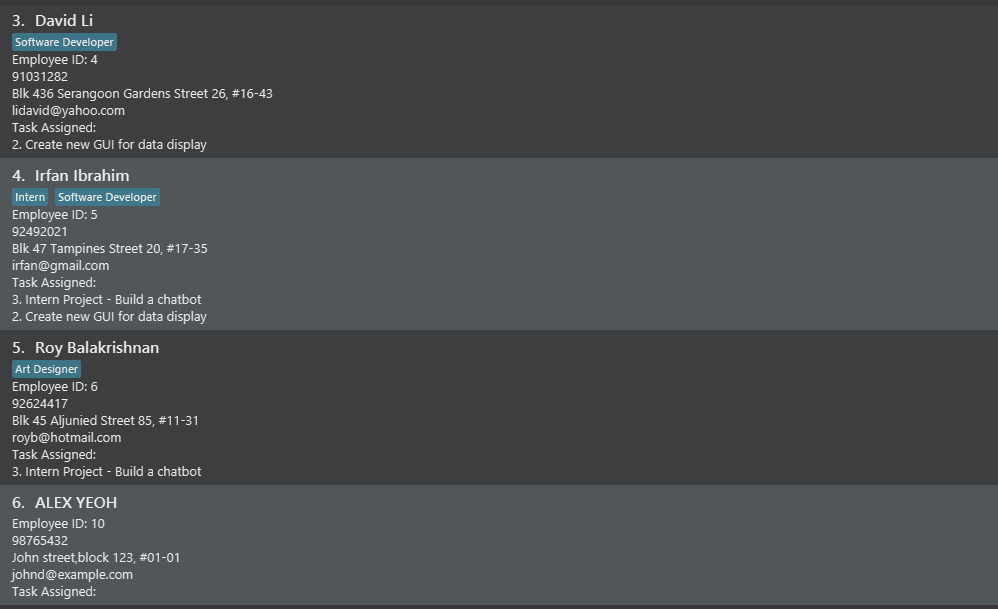 3. David Li
Software Developer
Employee ID: 4
91031282
Blk 436 Serangoon Gardens Street 26, #16-43
lidavid@yahoo.com
Task Assigned:
2. Create new GUI for data display
4. Irfan Ibrahim
Intern Software Developer
Employee ID: 5
92492021
Blk 47 Tampines Street 20, #17-35
irfan@gmail.com
Task Assigned:
3. Intern Project - Build a chatbot
2. Create new GUI for data display
5. Roy Balakrishnan
Art Designer
Employee ID: 6
92624417
Blk 45 Aljunied Street 85, #11-31
royb@hotmail.com
Task Assigned:
3. Intern Project - Build a chatbot
6. ALEX YEOH
Employee ID: 10
98765432
John street,block 123, #01-01
johnd@example.com
Task Assigned: